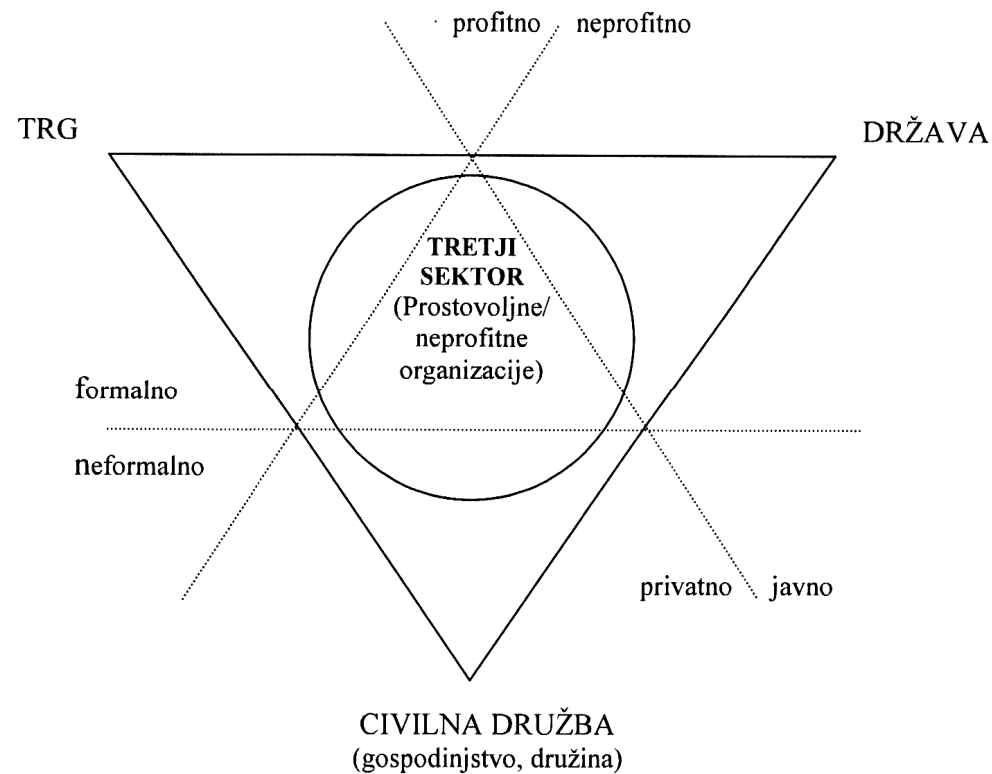 profitno neprofitno
TRG
DRŽAVA
TRETJI
SEKTOR
(Prostovoljne/
neprofitne
organizacije)
formalno
neformalno
privatno javno
CIVILNA DRUŽBA
(gospodinjstvo, družina)